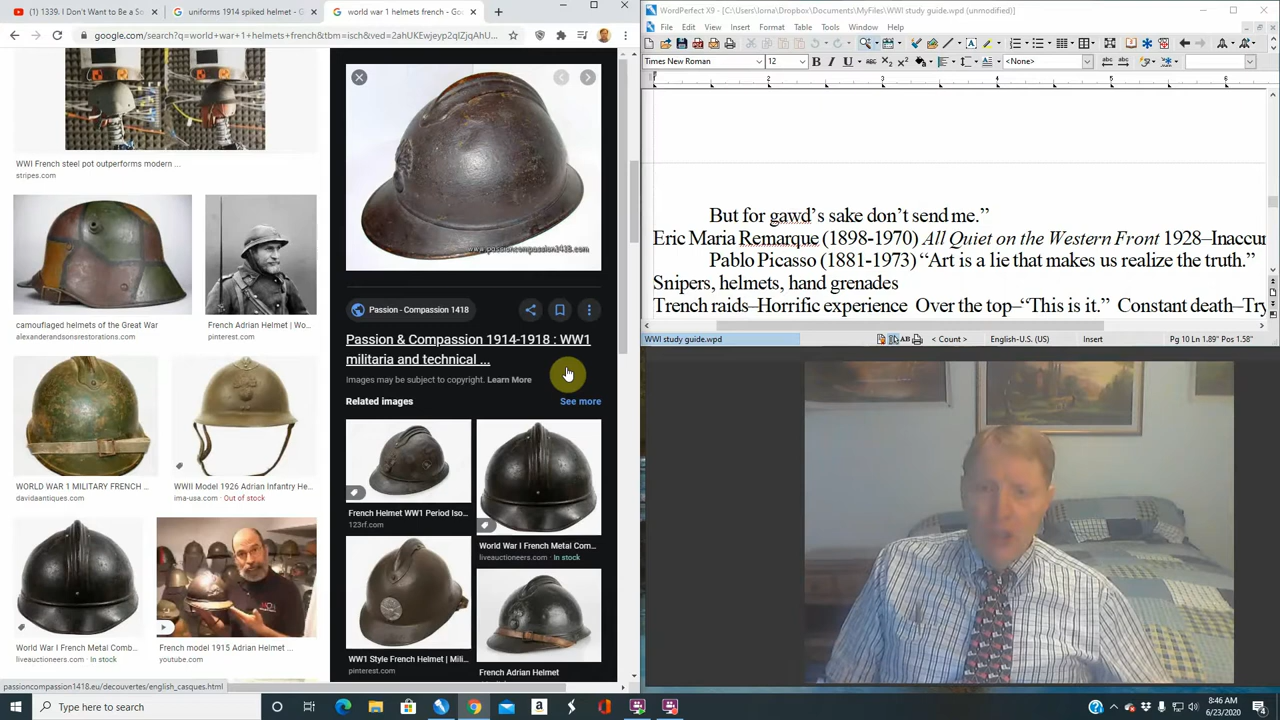 (1) 1339. I Don't Want to Be a So
uniforms 1914 spiked helmet - G
world war 1 helmets french - Goo
google.com/search?q=world+war+1+helmets+french&tbm=isch&ved=2ahUKEwjeyp2qlZjqAhU...
WWI French steel pot outperforms modern ...
stripes.com
camouflaged helmets of the Great War
alexanderandsonsrestorations.com
French Adrian Helmet | Wo...
pinterest.com
WORLD WAR 1 MILITARY FRENCH ...
davidaantiques.com
WWII Model 1926 Adrian Infantry He...
ima-usa.com · Out of stock
World War I French Metal Comb...
liveauctioneers.com · In stock
French model 1915 Adrian Helmet ...
youtube.com
www.passioncompassion1418.com
Passion - Compassion 1418
Passion & Compassion 1914-1918 : WW1
militaria and technical ...
Images may be subject to copyright. Learn More
Related images
See more
French Helmet WW1 Period Iso...
123rf.com
World War I French Metal Com...
liveauctioneers.com · In stock
WW1 Style French Helmet | Mili...
pinterest.com
French Adrian Helmet
passioncompassion1418.eu/decouvertes/english_casques.html
WordPerfect X9 - [C:\Users\lorna\Dropbox\Documents\MyFiles\WWI study guide.wpd (unmodified)]
File Edit View Insert Format Table Tools Window Help
Times New Roman 12 <None>
2 3 4 5 6
But for gawd's sake don't send me."
Eric Maria Remarque (1898-1970) All Quiet on the Western Front 1928–Inaccur
Pablo Picasso (1881-1973) "Art is a lie that makes us realize the truth."
Snipers, helmets, hand grenades
Trench raids–Horrific experience Over the top–"This is it." Constant death–Try
WWI study guide.wpd
AB < Count > English-U.S. (US) Insert Pg 10 Ln 1.89" Pos 1.58"
Type here to search
8:46 AM
6/23/2020